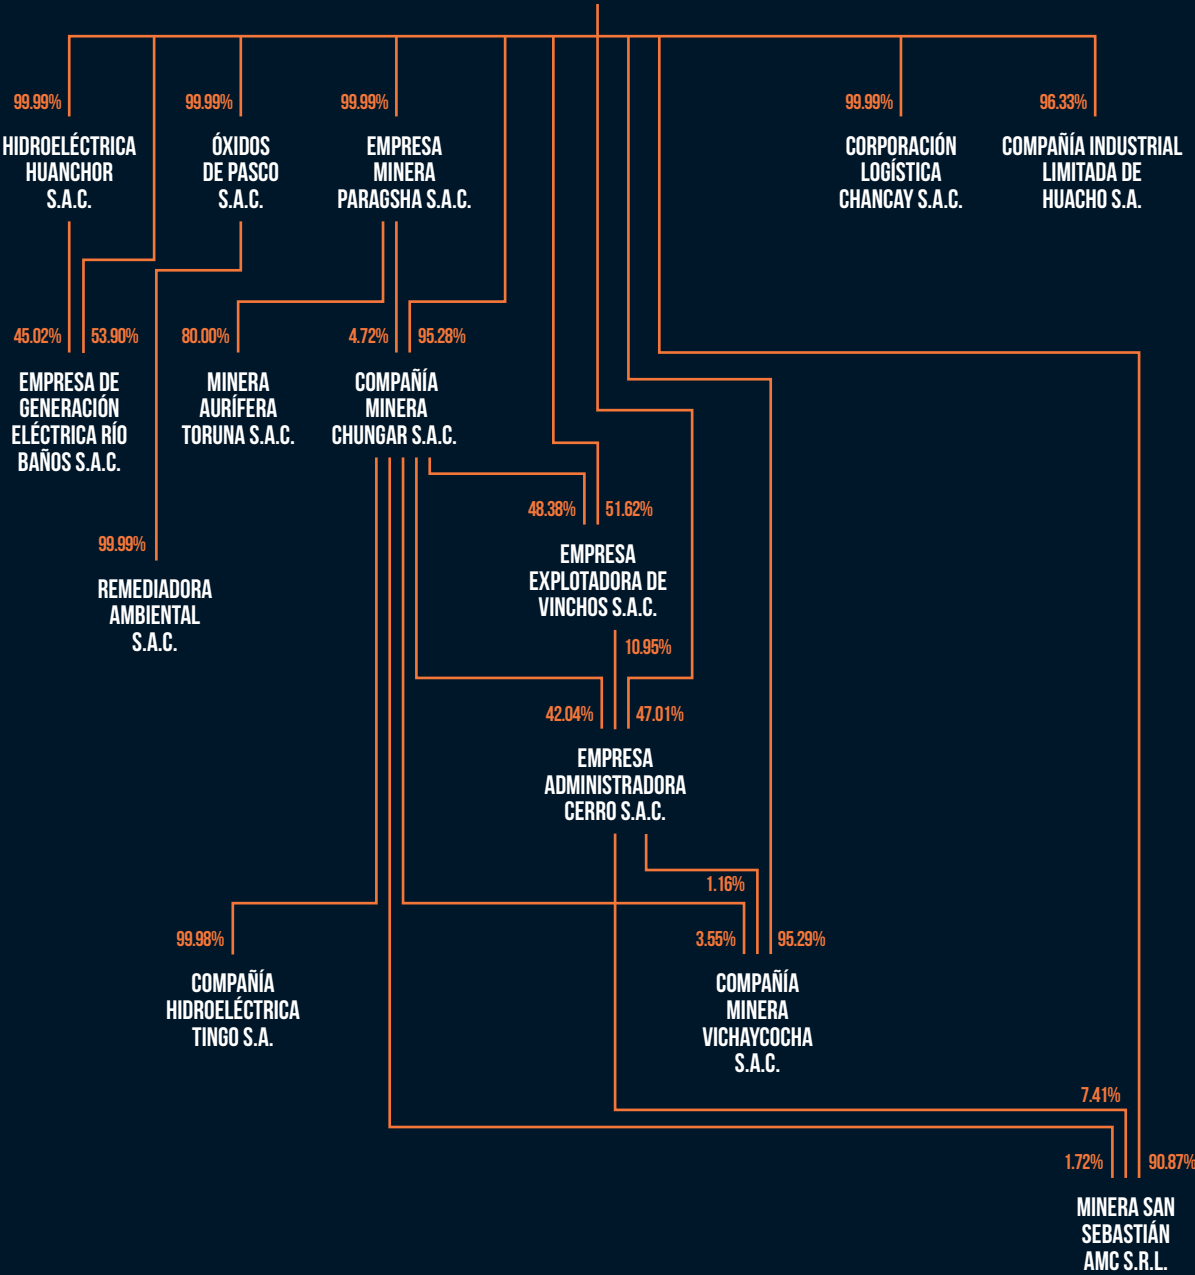 99.99%
99.99%
99.99%
99.99%
96.33%
HIDROELÉCTRICA
HUANCHOR
S.A.C.
ÓXIDOS
DE PASCO
S.A.C.
EMPRESA
MINERA
PARAGSHA S.A.C.
CORPORACIÓN
LOGÍSTICA
CHANCAY S.A.C.
COMPAÑÍA INDUSTRIAL
LIMITADA DE
HUACHO S.A.
45.02%
53.90%
80.00%
4.72%
95.28%
EMPRESA DE
GENERACIÓN
ELÉCTRICA RÍO
BAÑOS S.A.C.
MINERA
AURÍFERA
TORUNA S.A.C.
COMPAÑÍA
MINERA
CHUNGAR S.A.C.
48.38%
51.62%
99.99%
EMPRESA
EXPLOTADORA DE
VINCHOS S.A.C.
REMEDIADORA
AMBIENTAL
S.A.C.
10.95%
42.04%
47.01%
EMPRESA
ADMINISTRADORA
CERRO S.A.C.
1.16%
99.98%
3.55%
95.29%
COMPAÑÍA
HIDROELÉCTRICA
TINGO S.A.
COMPAÑÍA
MINERA
VICHAYCOCHA
S.A.C.
7.41%
1.72%
90.87%
MINERA SAN
SEBASTIÁN
AMC S.R.L.